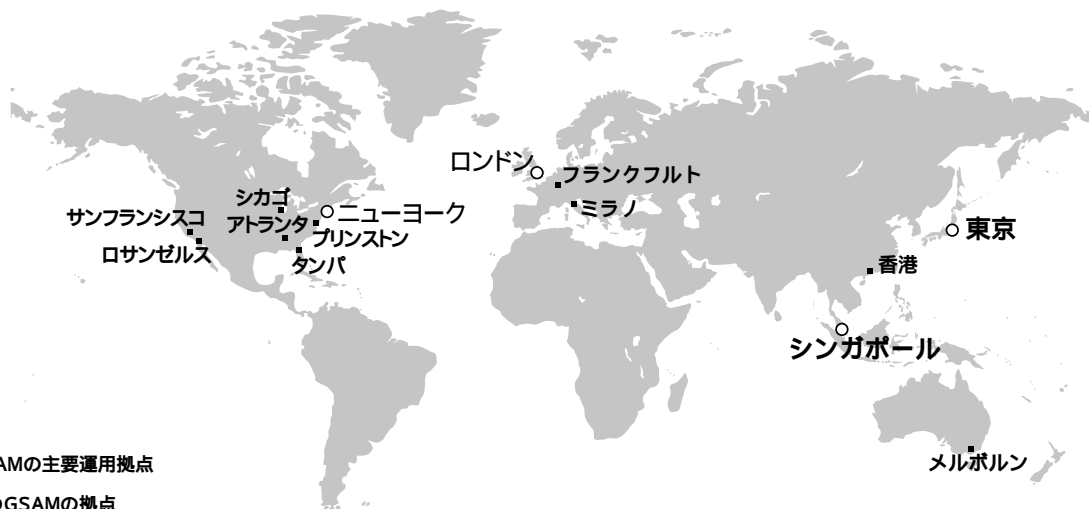 ロンドン
フランクフルト
シカゴ
ミラノ
ニューヨーク
サンフランシスコ
アトランタ
プリンストン
東京
ロサンゼルス
タンパ
香港
シンガポール
メルボルン
AMの主要運用拠点
GSAMの拠点